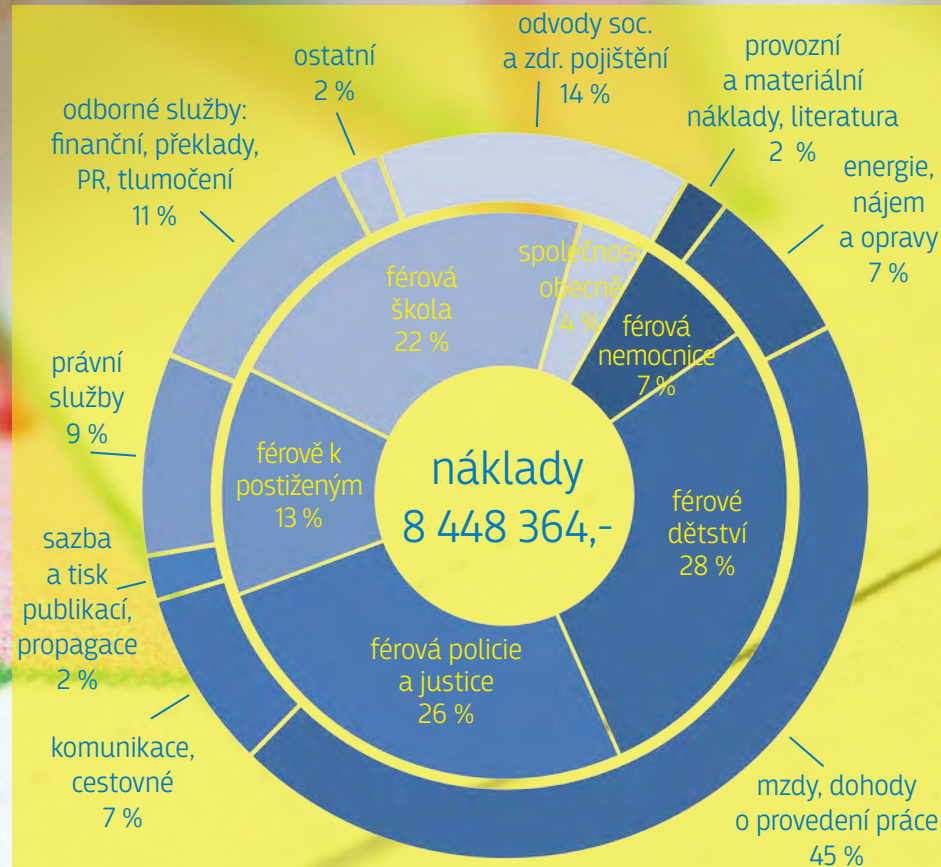 odvody soc.
a zdr. pojištění
14 %
provozní
a materiální
náklady, literatura
2 %
energie,
nájem
a opravy
7 %
mzdy, dohody
o provedení práce
45 %
komunikace,
cestovné
7 %
sazba
a tisk
publikací,
propagace
2 %
právní
služby
9 %
odborné služby:
finanční, překlady,
PR, tlumočení
11 %
ostatní
2 %
společnost
obecně
4 %
férová
nemocnice
7 %
férové
dětství
28 %
férová policie
a justice
26 %
férově k
postiženým
13 %
férová
škola
22 %
náklady
8 448 364,-